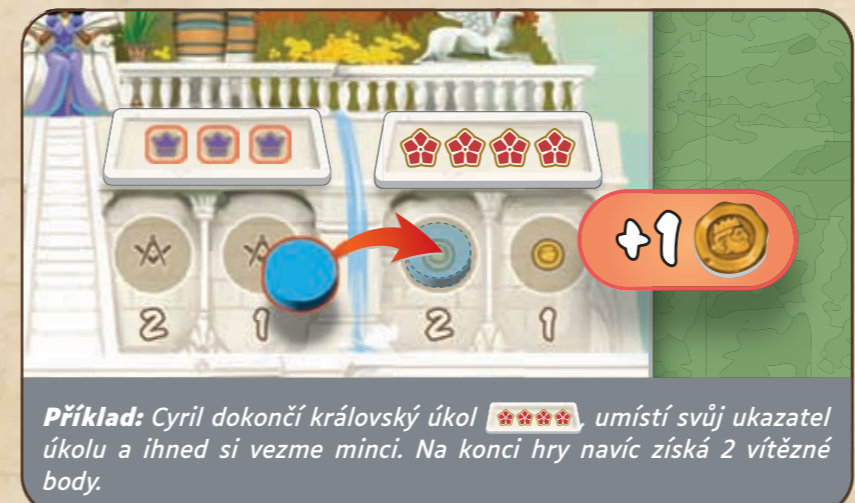 2 1 2 1
+1
Příklad: Cyril dokončí královský úkol , umístí svůj ukazatel
úkolu a ihned si vezme minci. Na konci hry navíc získá 2 vítězné
body.